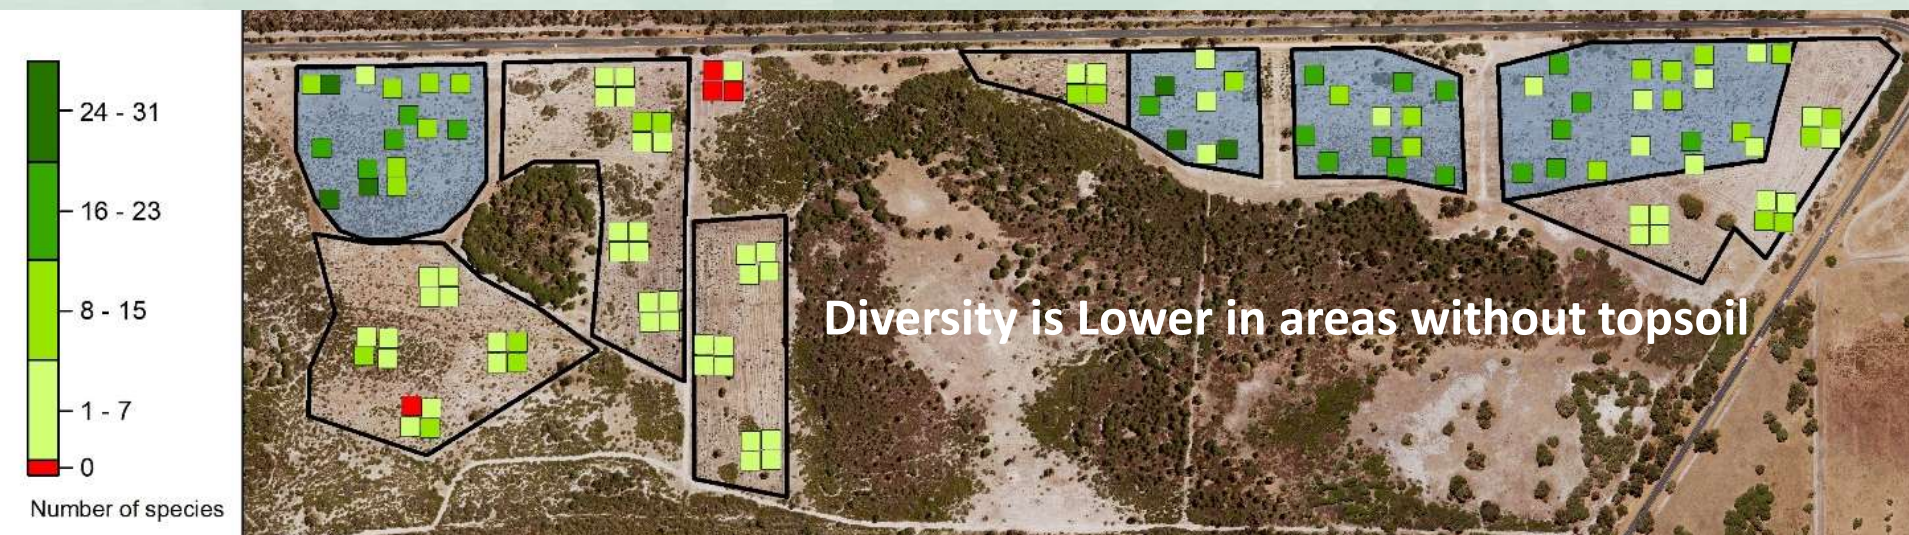 24 - 31
16 - 23
8 - 15
1 - 7
0
Number of species
Diversity is Lower in areas without topsoil